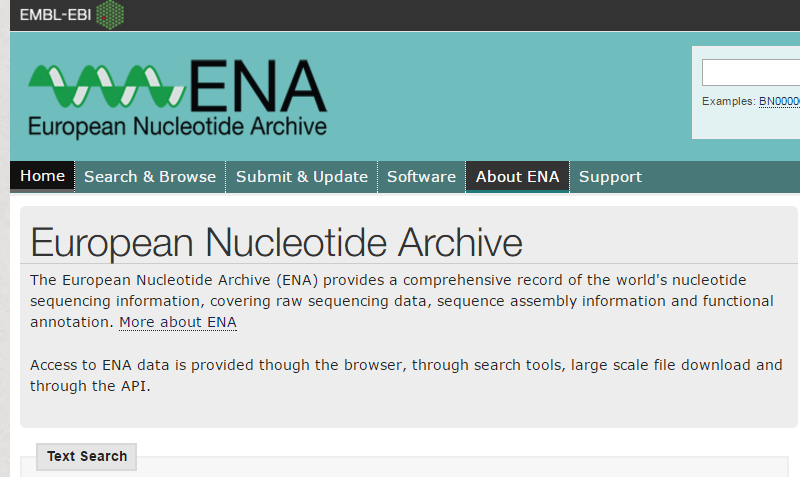 EMBL-EBI
ENA
European Nucleotide Archive
Examples: BN0000
Home Search & Browse Submit & Update Software About ENA Support
European Nucleotide Archive
The European Nucleotide Archive (ENA) provides a comprehensive record of the world's nucleotide
sequencing information, covering raw sequencing data, sequence assembly information and functional
annotation. More about ENA
Access to ENA data is provided though the browser, through search tools, large scale file download and
through the API.
Text Search